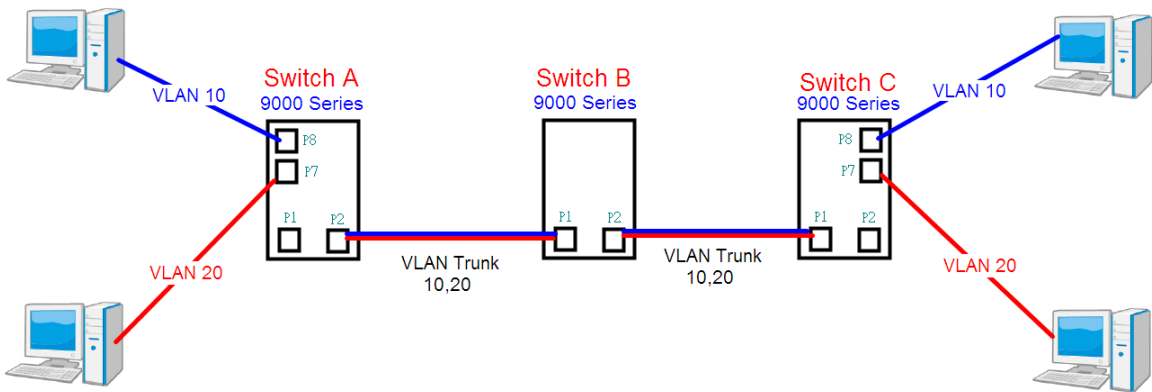 Switch A
9000 Series
Switch B
9000 Series
Switch C
9000 Series
VLAN 10
VLAN 10
P8
P7
P1 P2
P1 P2
P8
P7
P1 P2
VLAN 20
VLAN Trunk
10,20
VLAN Trunk
10,20
VLAN 20